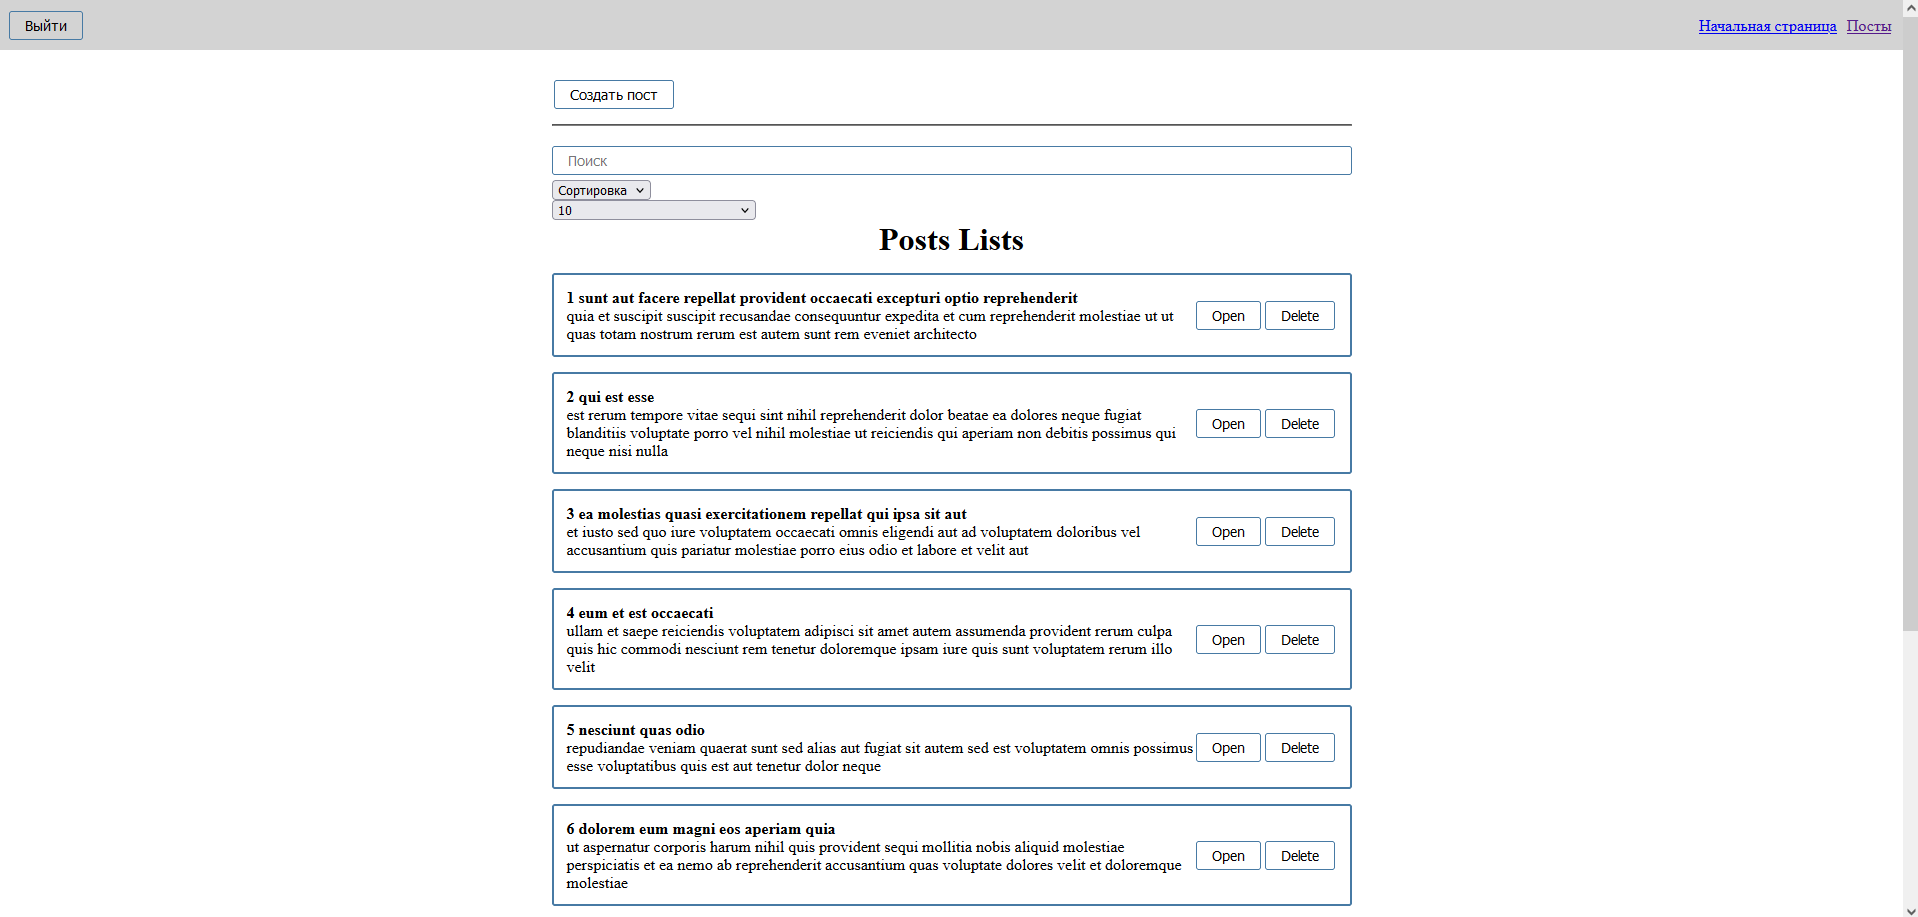 Выйти
Начальная страница Посты
Создать пост
Поиск
Сортировка
10
Posts Lists
1 sunt aut facere repellat provident occaecati excepturi optio reprehenderit
quia et suscipit suscipit recusandae consequuntur expedita et cum reprehenderit molestiae ut ut
quas totam nostrum rerum est autem sunt rem eveniet architecto
Open Delete
2 qui est esse
est rerum tempore vitae sequi sint nihil reprehenderit dolor beatae ea dolores neque fugiat
blanditiis voluptate porro vel nihil molestiae ut reiciendis qui aperiam non debitis possimus qui
neque nisi nulla
Open Delete
3 ea molestias quasi exercitationem repellat qui ipsa sit aut
et iusto sed quo iure voluptatem occaecati omnis eligendi aut ad voluptatem doloribus vel
accusantium quis pariatur molestiae porro eius odio et labore et velit aut
Open Delete
4 eum et est occaecati
ullam et saepe reiciendis voluptatem adipisci sit amet autem assumenda provident rerum culpa
quis hic commodi nesciunt rem tenetur doloremque ipsam iure quis sunt voluptatem rerum illo
velit
Open Delete
5 nesciunt quas odio
repudiandae veniam quaerat sunt sed alias aut fugiat sit autem sed est voluptatem omnis possimus
esse voluptatibus quis est aut tenetur dolor neque
Open Delete
6 dolorem eum magni eos aperiam quia
ut aspernatur corporis harum nihil quis provident sequi mollitia nobis aliquid molestiae
perspiciatis et ea nemo ab reprehenderit accusantium quas voluptate dolores velit et doloremque
molestiae
Open Delete